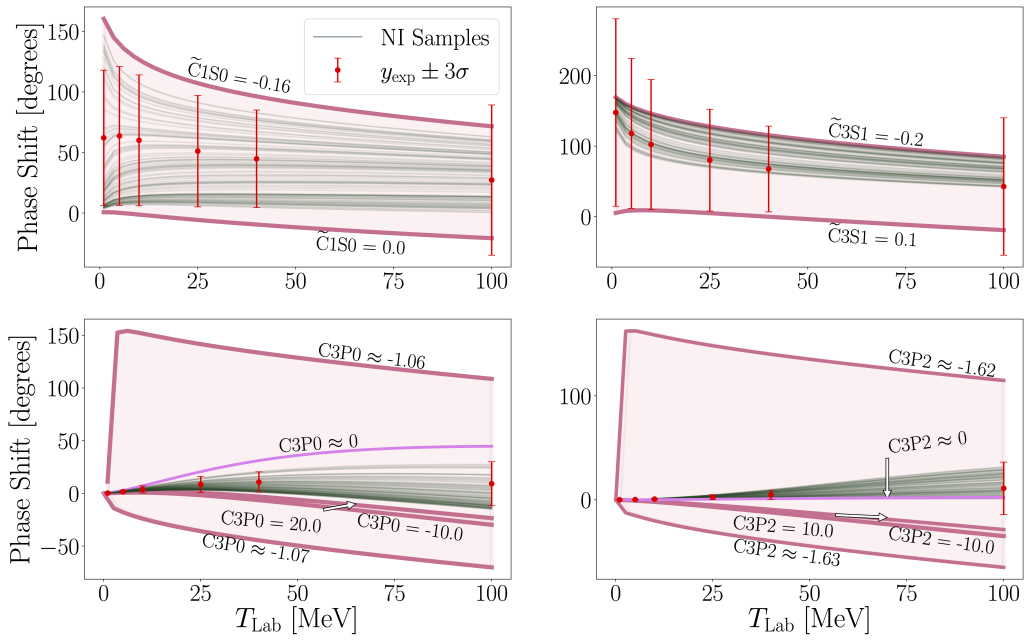 Phase Shift [degrees]
150
100
50
0
0
25
50
75
100
C̃1S0 = -0.16
C̃1S0 = 0.0
NI Samples
y_exp ± 3σ
200
100
0
0
25
50
75
100
C̃3S1 = -0.2
C̃3S1 = 0.1
Phase Shift [degrees]
150
100
50
0
−50
0
25
50
75
100
T_Lab [MeV]
C3P0 ≈ -1.06
C3P0 ≈ 0
C3P0 = 20.0
C3P0 = -10.0
C3P0 ≈ -1.07
100
0
0
25
50
75
100
T_Lab [MeV]
C3P2 ≈ -1.62
C3P2 ≈ 0
C3P2 = 10.0
C3P2 = -10.0
C3P2 ≈ -1.63